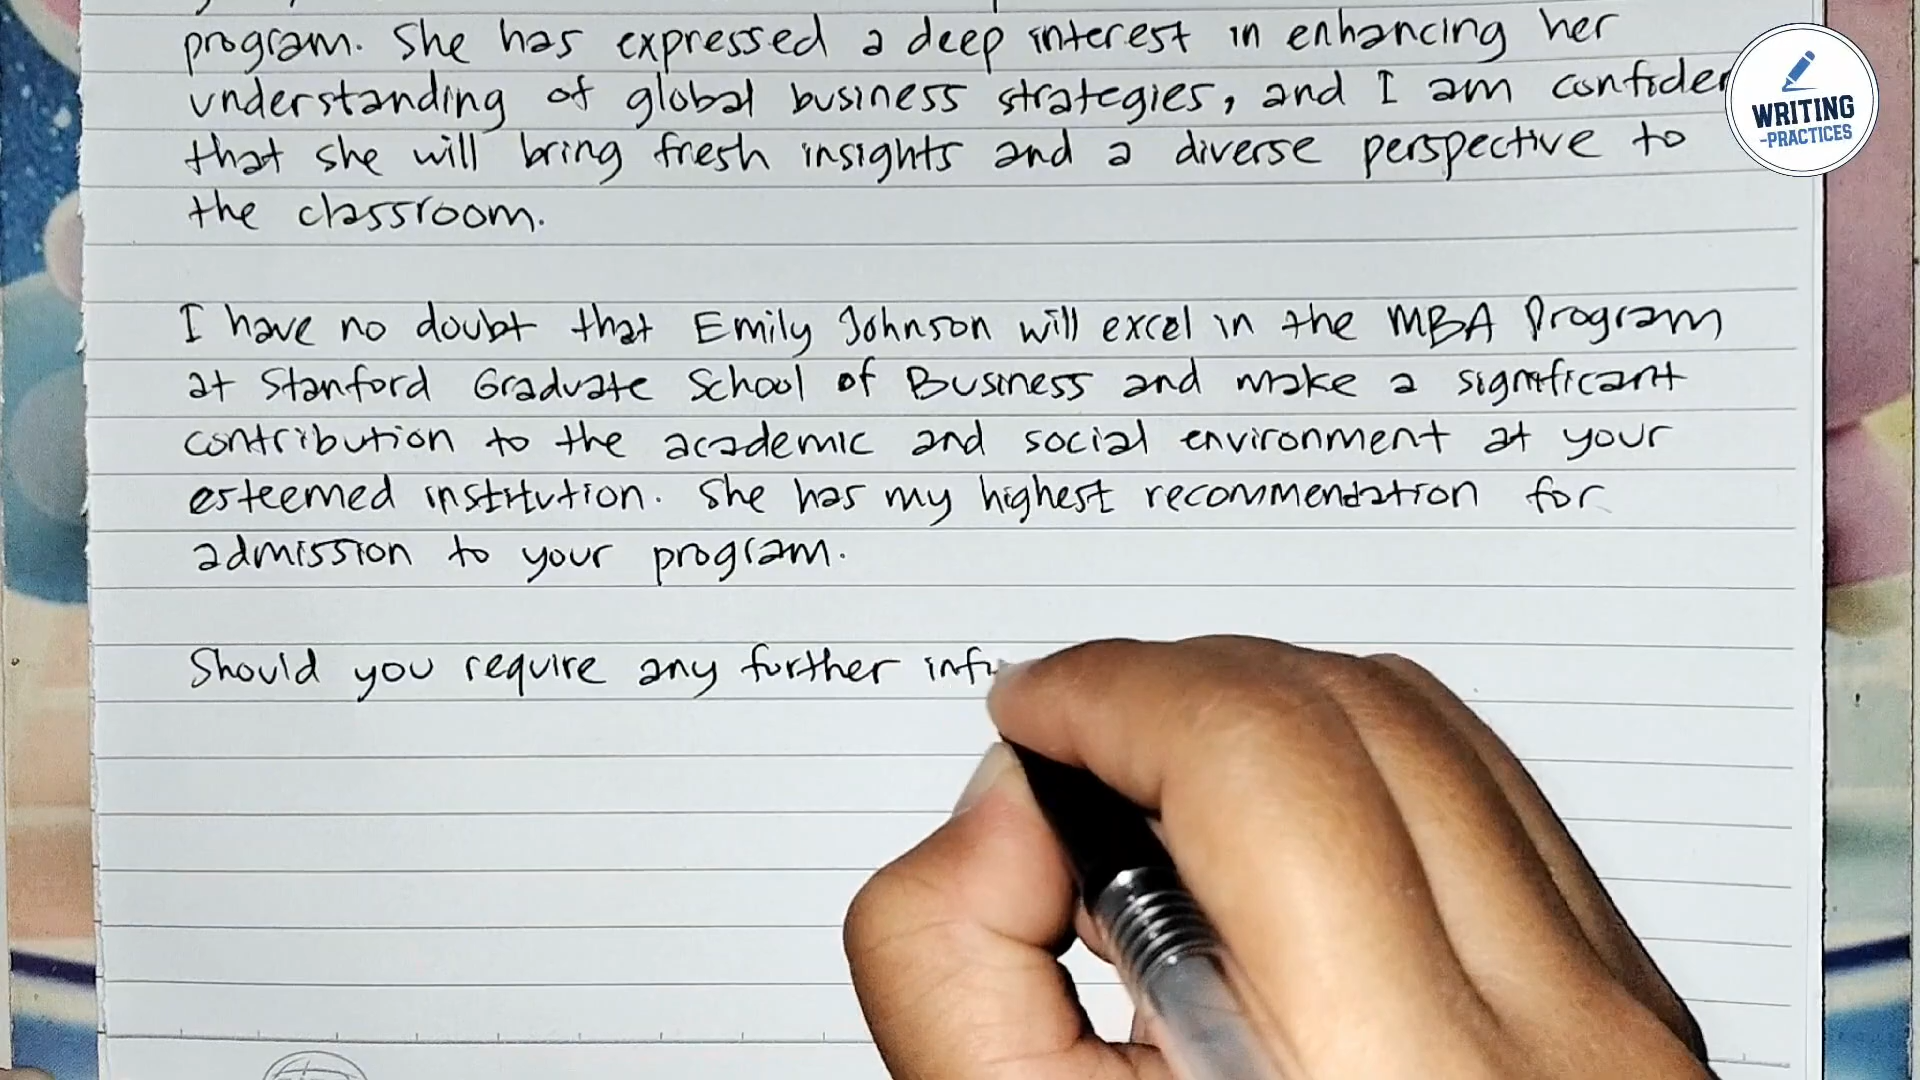 program. She has expressed a deep interest in enhancing her
understanding of global business strategies, and I am
that she will bring fresh insights and a diverse perspective to
the classroom.
I have no doubt that Emily Johnson will excel in the MBA Program
at Stanford Graduate School of Business and make a significant
contribution to the academic and social environment at your
esteemed institution. She has my highest recommendation for
admission to your program.
Should you require any further
WRITING
-PRACTICES